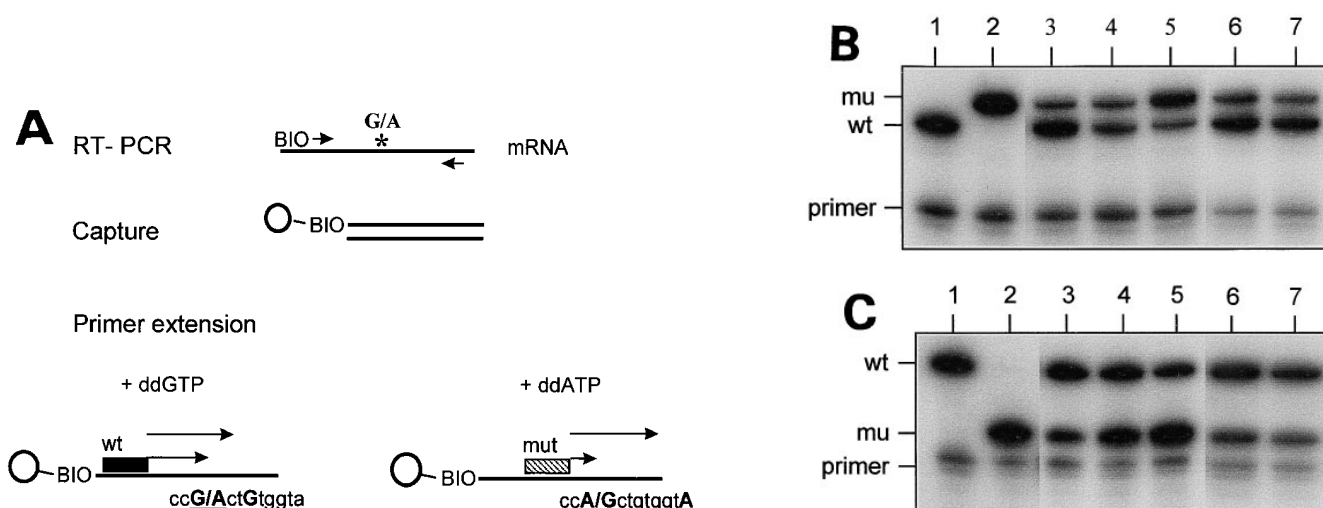 A
RT- PCR
BIO
G/A
*
mRNA
Capture
BIO
Primer extension
+ ddGTP
wt
BIO
ccG/ActGtggta
+ ddATP
mut
BIO
ccA/GctgtggtA
B
1 2 3 4 5 6 7
mu
wt
primer
C
1 2 3 4 5 6 7
wt
mu
primer